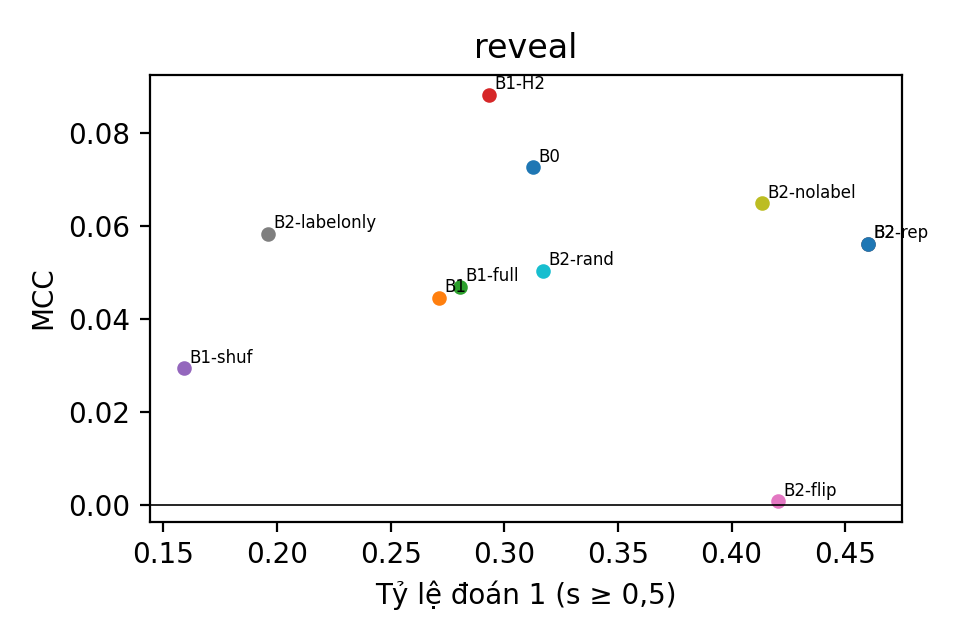 reveal
B1-H2
B0
B2-nolabel
B2-labelonly
B2-rep
B2
B2-rand
B1-full
B1
B1-shuf
B2-flip
MCC
0.08
0.06
0.04
0.02
0.00
0.15 0.20 0.25 0.30 0.35 0.40 0.45
Tỷ lệ đoán 1 (s ≥ 0,5)